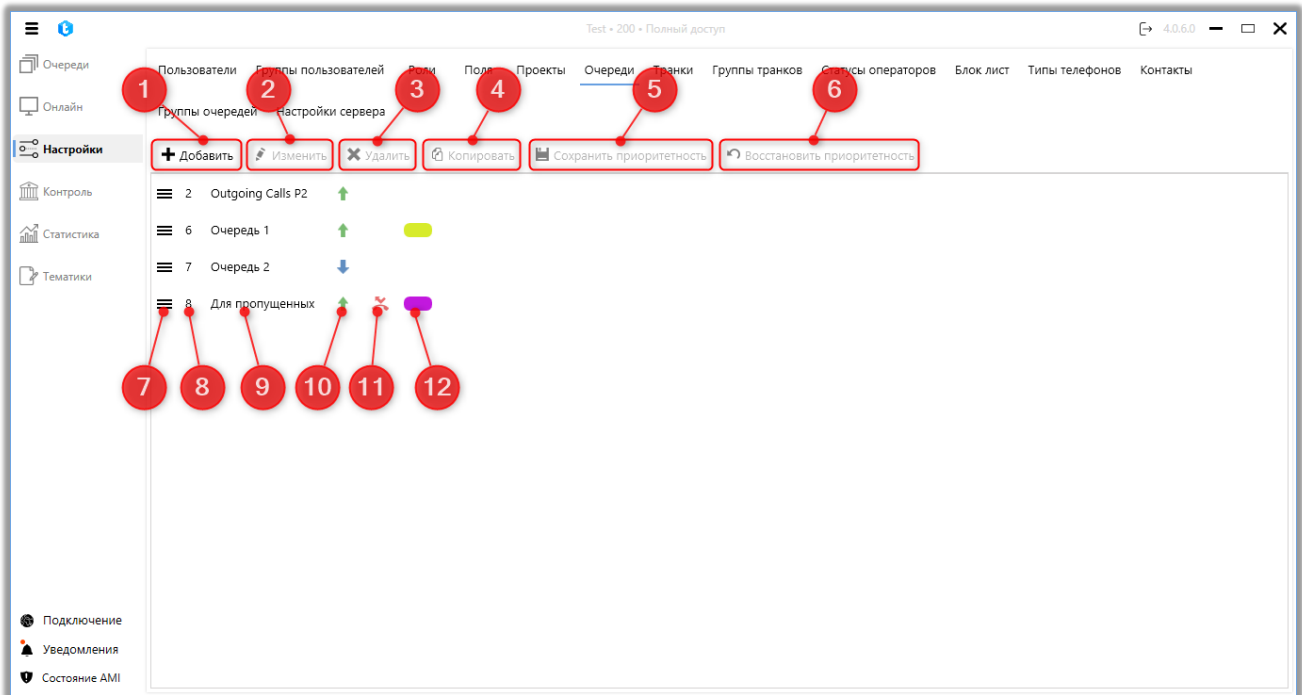 Test • 200 • Полный доступ
4.0.6.0
Очереди
Онлайн
Настройки
Контроль
Статистика
Тематики
Пользователи Группы пользователей Роли Поля Проекты Очереди Транки Группы транков Статусы операторов Блок лист Типы телефонов Контакты
1 2 3 4 5 6
Группы очередей Настройки сервера
Добавить Изменить Удалить Копировать Сохранить приоритетность Восстановить приоритетность
2 Outgoing Calls P2
6 Очередь 1
7 Очередь 2
8 Для пропущенных
7 8 9 10 11 12
Подключение
Уведомления
Состояние AMI